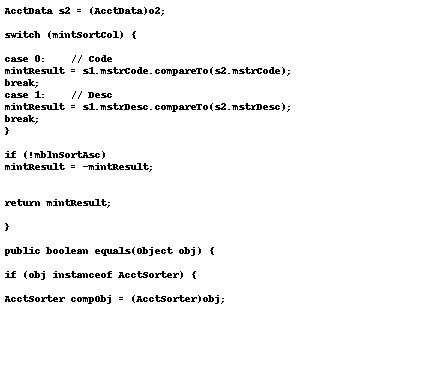 AcctData s2 = (AcctData)o2;
switch (mintSortCol) {
case 0: // Code
mintResult = s1.mstrCode.compareTo(s2.mstrCode);
break;
case 1: // Desc
mintResult = s1.mstrDesc.compareTo(s2.mstrDesc);
break;
}
if (!mblnSortAsc)
mintResult = -mintResult;
return mintResult;
}
public boolean equals(Object obj) {
if (obj instanceof AcctSorter) {
AcctSorter compObj = (AcctSorter)obj;